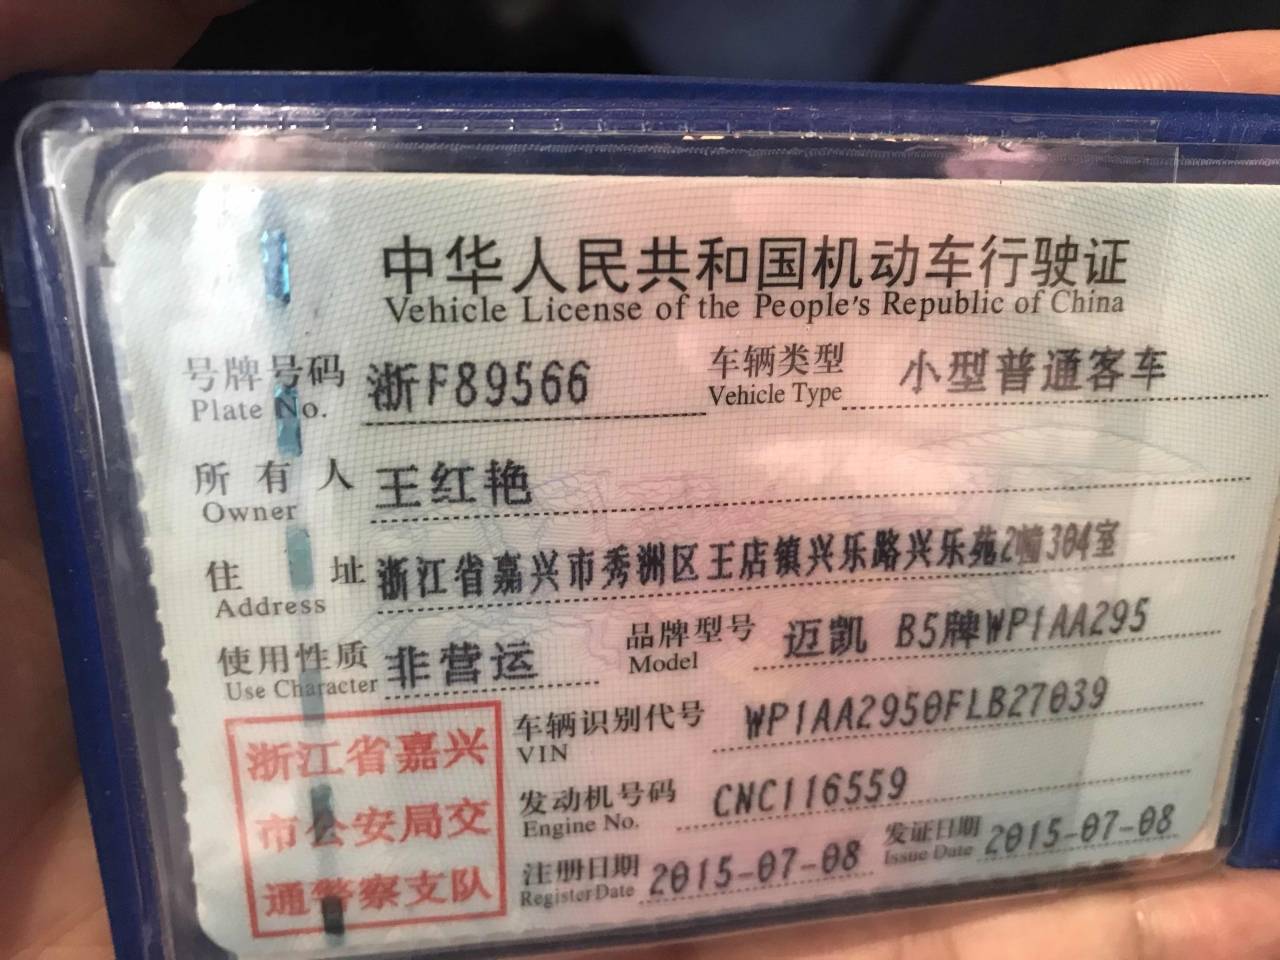 中华人民共和国机动车行驶证
Vehicle License of the People's Republic of China
号牌号码 浙F89566 车辆类型 小型普通客车
Plate No. Vehicle Type
所有人 王红艳
Owner
住址 浙江省嘉兴市秀洲区王店镇兴乐路兴乐苑2幢304室
Address
使用性质 非营运 品牌型号 迈凯 B5牌WP1AA295
Use Character Model
车辆识别代号 WP1AA2950FLB27039
VIN
发动机号码 CNC116559
Engine No.
注册日期 2015-07-08 发证日期 2015-07-08
Register Date Issue Date
浙江省嘉兴
市公安局交
通警察支队